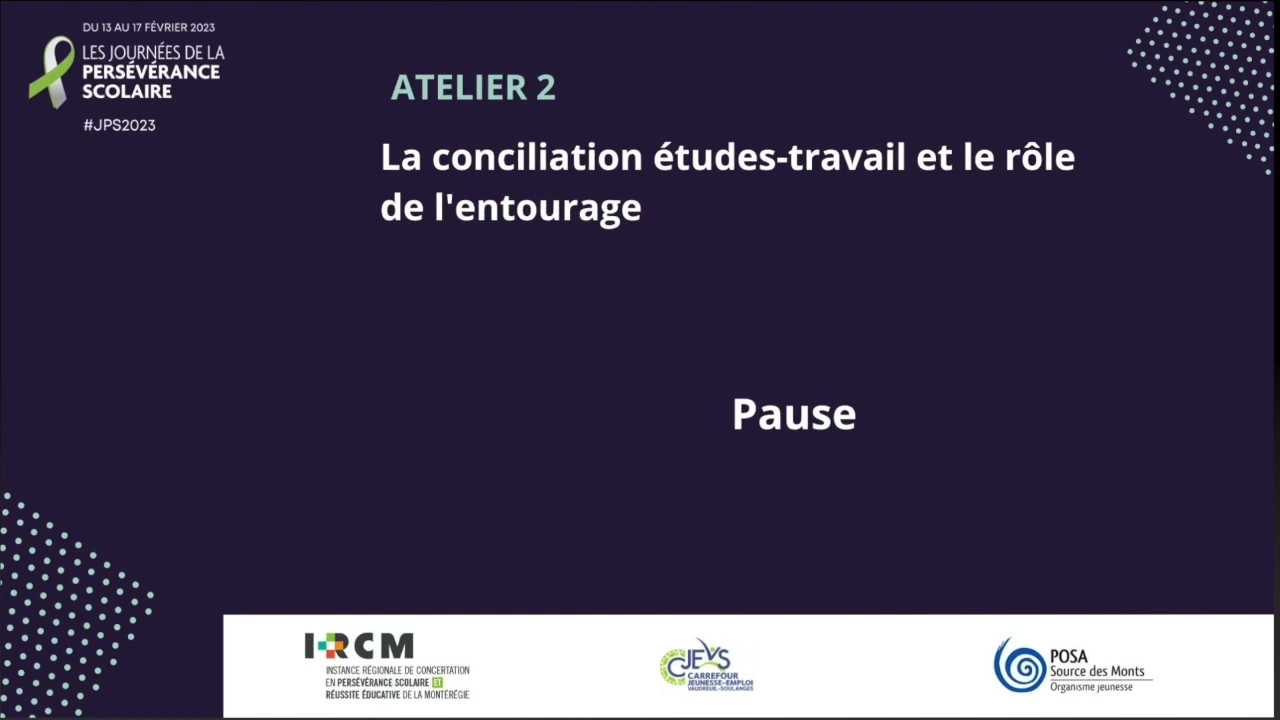 DU 13 AU 17 FÉVRIER 2023
LES JOURNÉES DE LA
PERSÉVÉRANCE
SCOLAIRE
#JPS2023
ATELIER 2
La conciliation études-travail et le rôle
de l'entourage
Pause
IRCM
INSTANCE RÉGIONALE DE CONCERTATION
EN PERSÉVÉRANCE SCOLAIRE ET
RÉUSSITE ÉDUCATIVE DE LA MONTÉRÉGIE
CJEVS
CARREFOUR
JEUNESSE-EMPLOI
VAUDREUIL-SOULANGES
POSA
Source des Monts
Organisme jeunesse